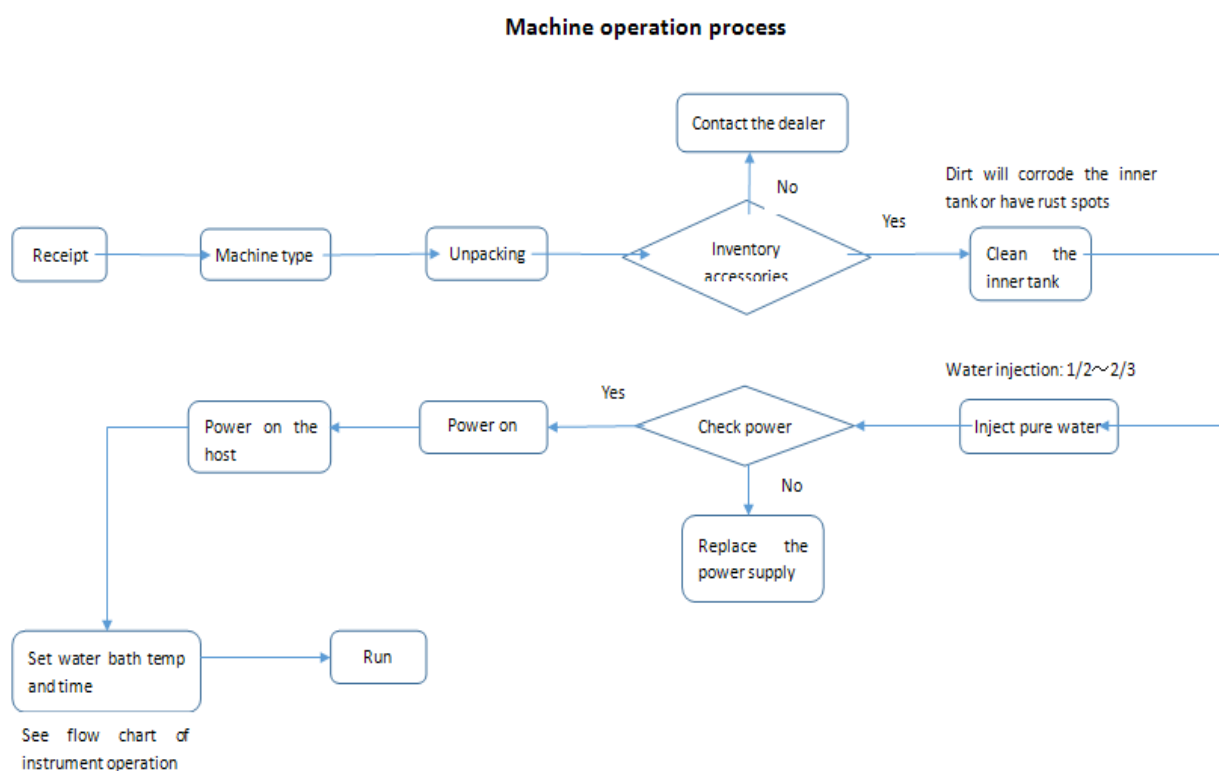 Machine operation process
Contact the dealer
No
Dirt will corrode the inner
tank or have rust spots
Yes
Receipt
Machine type
Unpacking
Inventory
accessories
Clean the
inner tank
Water injection: 1/2～2/3
Yes
Power on the
host
Power on
Check power
Inject pure water
No
Replace the
power supply
Set water bath temp
and time
Run
See flow chart of
instrument operation